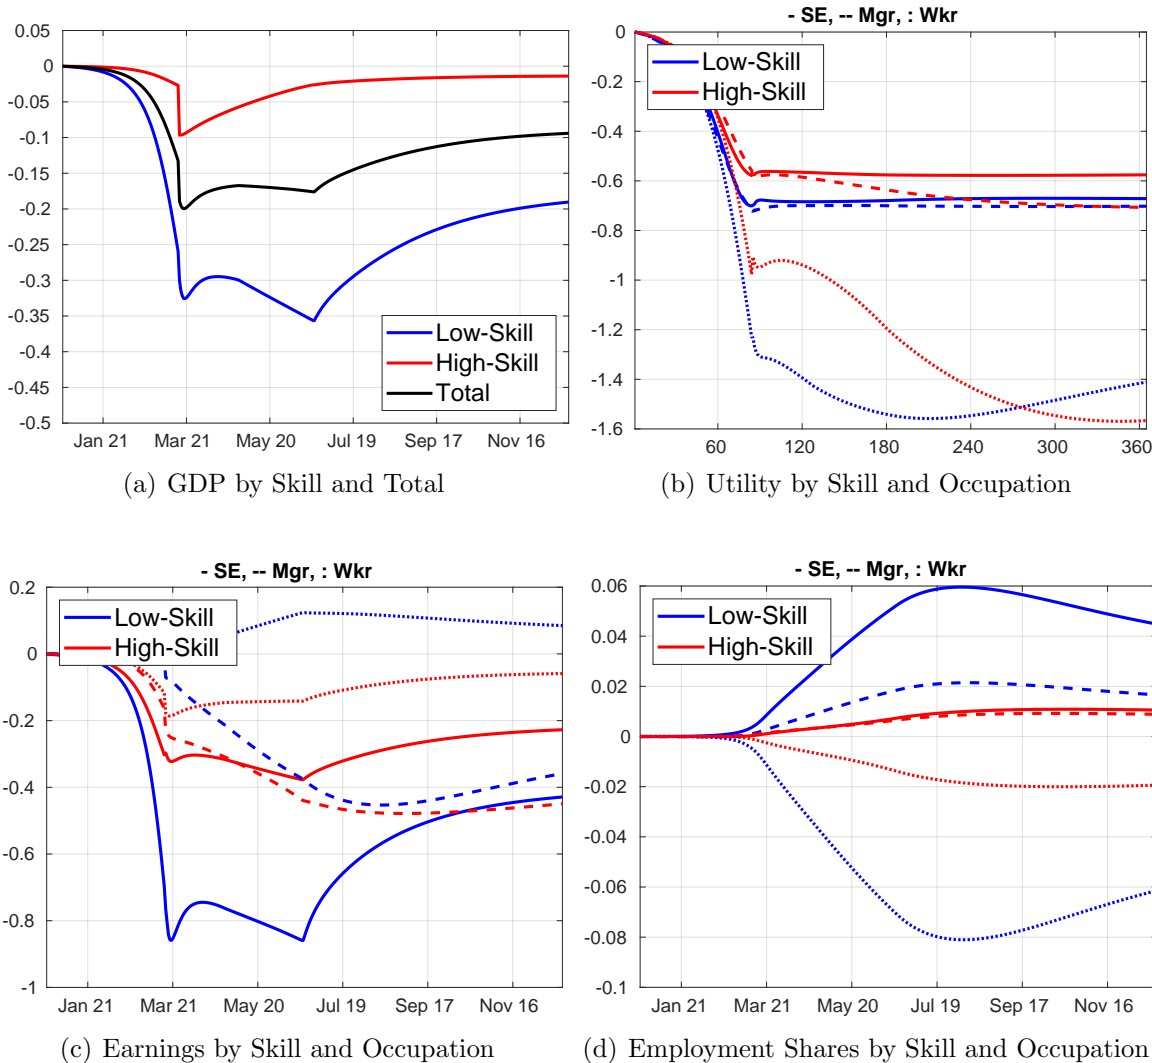 0.05
0
-0.05
-0.1
-0.15
-0.2
-0.25
-0.3
-0.35
-0.4
-0.45
-0.5
Low-Skill
High-Skill
Total
Jan 21 Mar 21 May 20 Jul 19 Sep 17 Nov 16
(a) GDP by Skill and Total
- SE, -- Mgr, : Wkr
0
-0.2
-0.4
-0.6
-0.8
-1
-1.2
-1.4
-1.6
Low-Skill
High-Skill
60 120 180 240 300 360
(b) Utility by Skill and Occupation
- SE, -- Mgr, : Wkr
0.2
0
-0.2
-0.4
-0.6
-0.8
-1
Low-Skill
High-Skill
Jan 21 Mar 21 May 20 Jul 19 Sep 17 Nov 16
(c) Earnings by Skill and Occupation
- SE, -- Mgr, : Wkr
0.06
0.04
0.02
0
-0.02
-0.04
-0.06
-0.08
-0.1
Low-Skill
High-Skill
Jan 21 Mar 21 May 20 Jul 19 Sep 17 Nov 16
(d) Employment Shares by Skill and Occupation